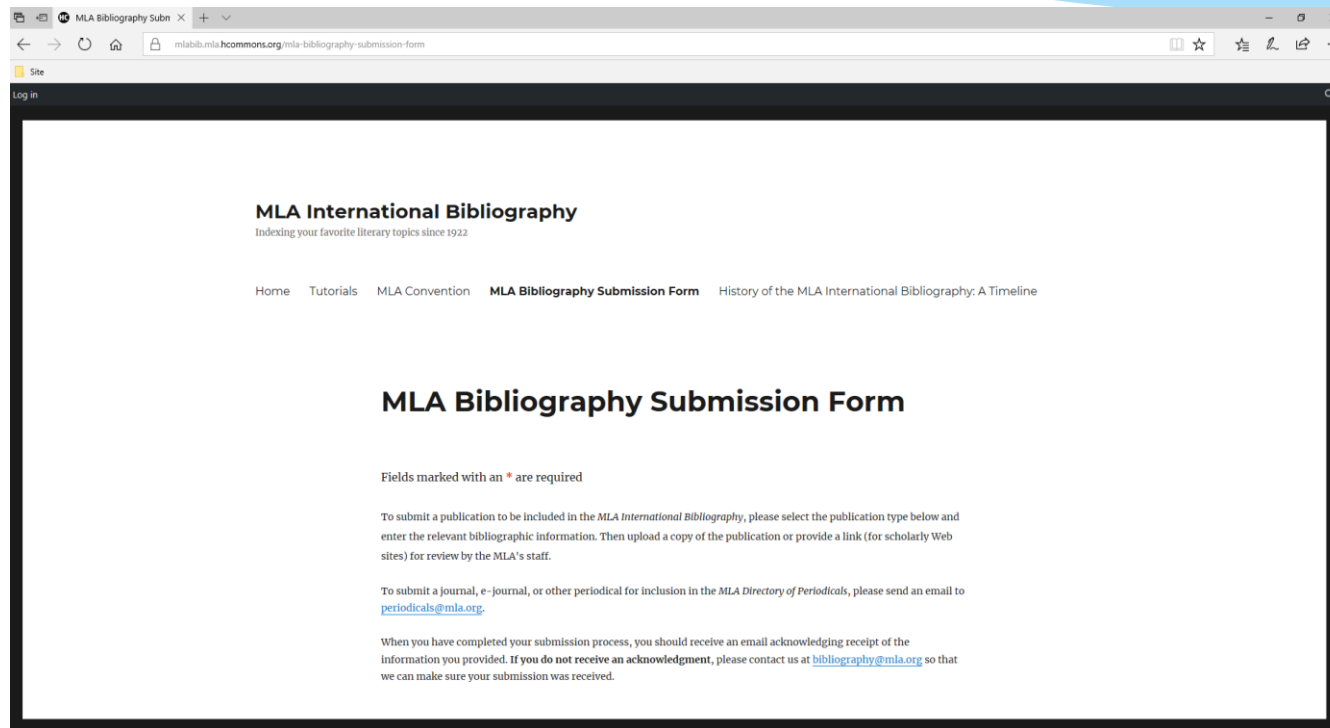 MLA Bibliography Subm
mlabib.mla.hcommons.org/mla-bibliography-submission-form
Site
Log in
MLA International Bibliography
Indexing your favorite literary topics since 1922
Home Tutorials MLA Convention MLA Bibliography Submission Form History of the MLA International Bibliography: A Timeline
MLA Bibliography Submission Form
Fields marked with an * are required
To submit a publication to be included in the MLA International Bibliography, please select the publication type below and
enter the relevant bibliographic information. Then upload a copy of the publication or provide a link (for scholarly Web
sites) for review by the MLA's staff.
To submit a journal, e-journal, or other periodical for inclusion in the MLA Directory of Periodicals, please send an email to
periodicals@mla.org.
When you have completed your submission process, you should receive an email acknowledging receipt of the
information you provided. If you do not receive an acknowledgment, please contact us at bibliography@mla.org so that
we can make sure your submission was received.